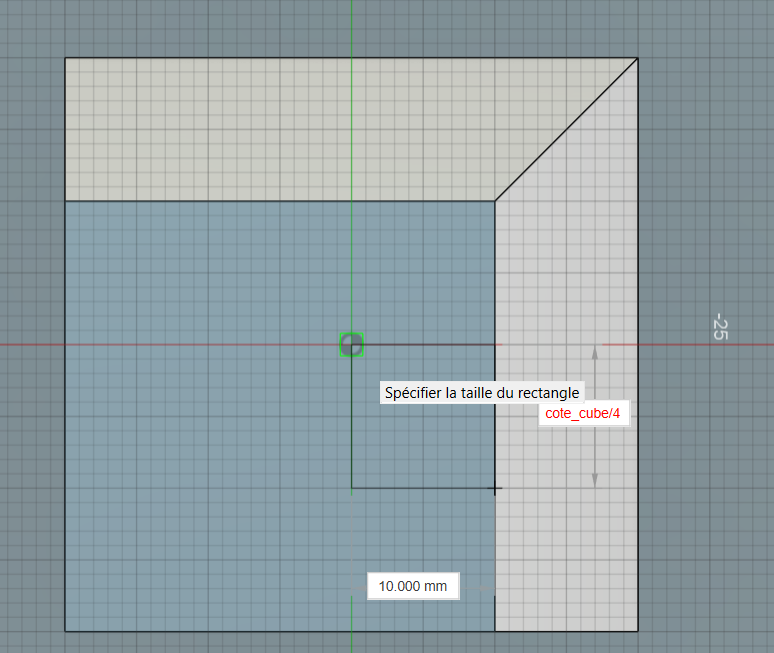 -25
Spécifier la taille du rectangle
cote_cube/4
10.000 mm